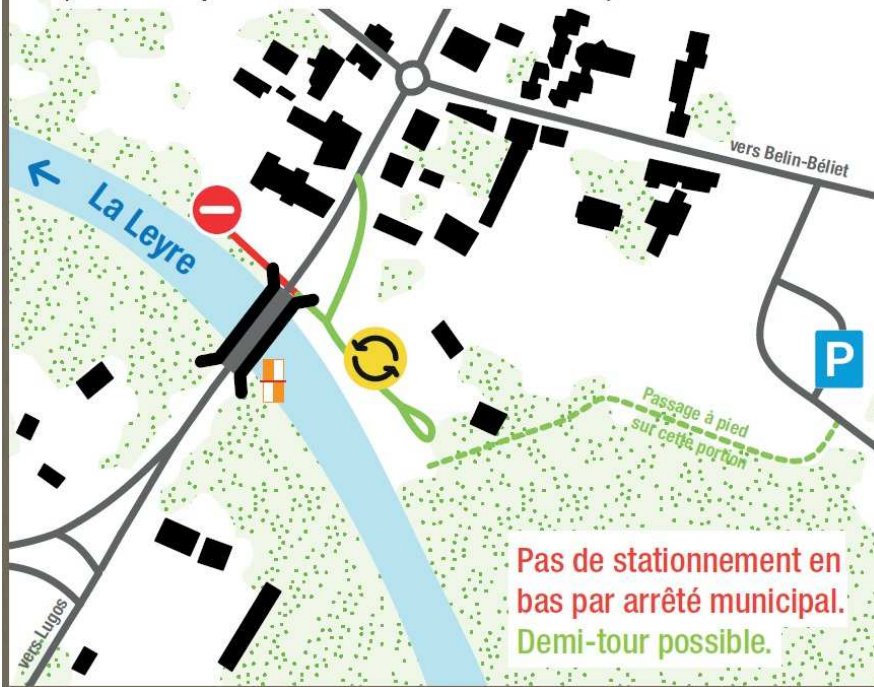 vers Belin-Béliet
La Leyre
P
Passage à pied
sur cette portion
Pas de stationnement en
bas par arrêté municipal.
Demi-tour possible.
vers Lugos